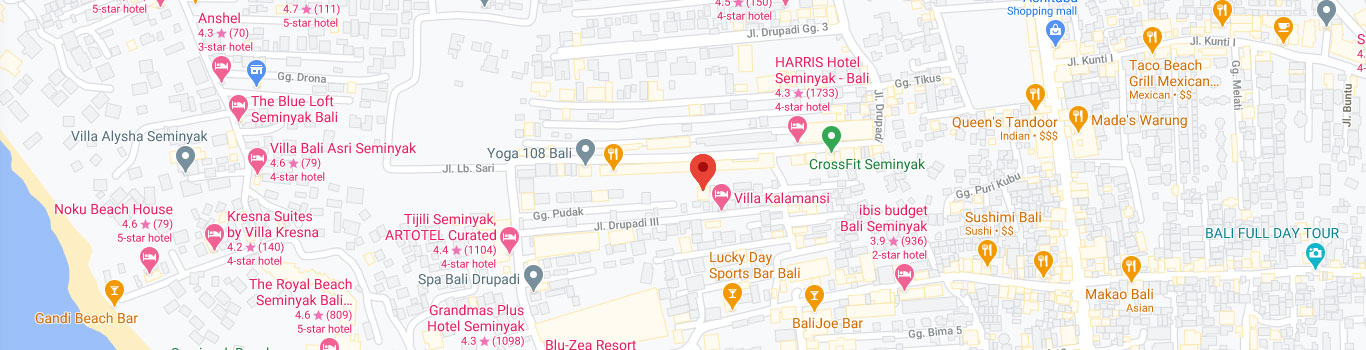 4.7 ★ (111)
5-star hotel
4.5 ★ (150)
4-star hotel
Shopping mall
Anshel
4.3 ★ (70)
3-star hotel
Jl. Drupadi Gg. 3
Jl. Kunti I
Jl. Kunti I
HARRIS Hotel
Seminyak - Bali
4.3 ★ (1733)
4-star hotel
Gg. Drona
Gg. Tikus
Taco Beach
Grill Mexican...
Mexican • $$
Gg. Melati
Jl. Buntu
The Blue Loft
Seminyak Bali
Jl. Drupadi
Queen's Tandoor
Indian • $$$
Made's Warung
Villa Alysha Seminyak
Villa Bali Asri Seminyak
4.6 ★ (79)
4-star hotel
Yoga 108 Bali
Jl. Lb. Sari
CrossFit Seminyak
Gg. Puri Kubu
Villa Kalamansi
Noku Beach House
4.6 ★ (79)
5-star hotel
Kresna Suites
by Villa Kresna
4.2 ★ (140)
4-star hotel
Tijili Seminyak,
ARTOTEL Curated
4.4 ★ (1104)
4-star hotel
Gg. Pudak
Jl. Drupadi III
ibis budget
Bali Seminyak
3.9 ★ (936)
2-star hotel
Sushimi Bali
Sushi • $$
BALI FULL DAY TOUR
Spa Bali Drupadi
Lucky Day
Sports Bar Bali
The Royal Beach
Seminyak Bali...
4.6 ★ (809)
5-star hotel
Makao Bali
Asian
Gandi Beach Bar
Grandmas Plus
Hotel Seminyak
4.3 ★ (1098)
BaliJoe Bar
Gg. Bima 5
Blu-Zea Resort